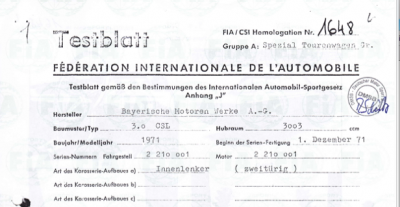 Testblatt
FIA/CSI Homologation Nr. 1648
Gruppe A: Spezial Tourenwagen Gr.
FÉDÉRATION INTERNATIONALE DE L'AUTOMOBILE
Testblatt gemäß den Bestimmungen des Internationalen Automobil-Sportgesetz
Anhang „J"
Hersteller Bayerische Motoren Werke A.-G.
Baumuster/Typ 3.0 CSL Hubraum 3003 ccm
Baujahr/Modelljahr 1971 Beginn der Serien-Fertigung 1. Dezember 71
Serien-Nummern Fahrgestell 2 210 001 Motor 2 210 001
Art des Karosserie-Aufbaues a) Innenlenker ( zweitürig )
Art des Karosserie-Aufbaues b)
Art des Karosserie-Aufbaues c)